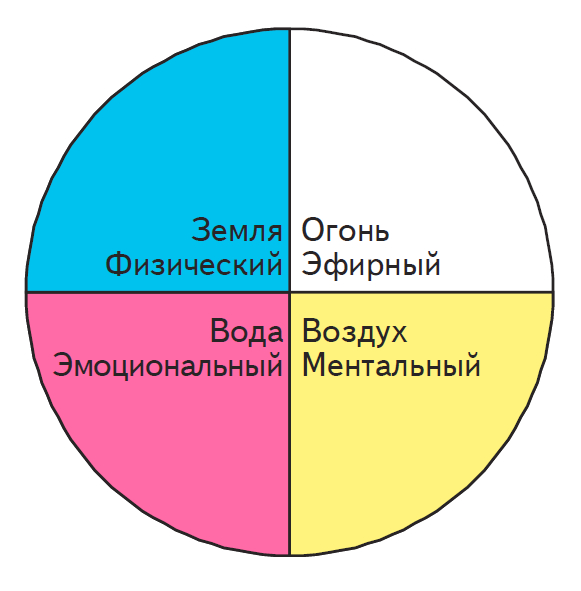 Земля
Физический
Огонь
Эфирный
Вода
Эмоциональный
Воздух
Ментальный